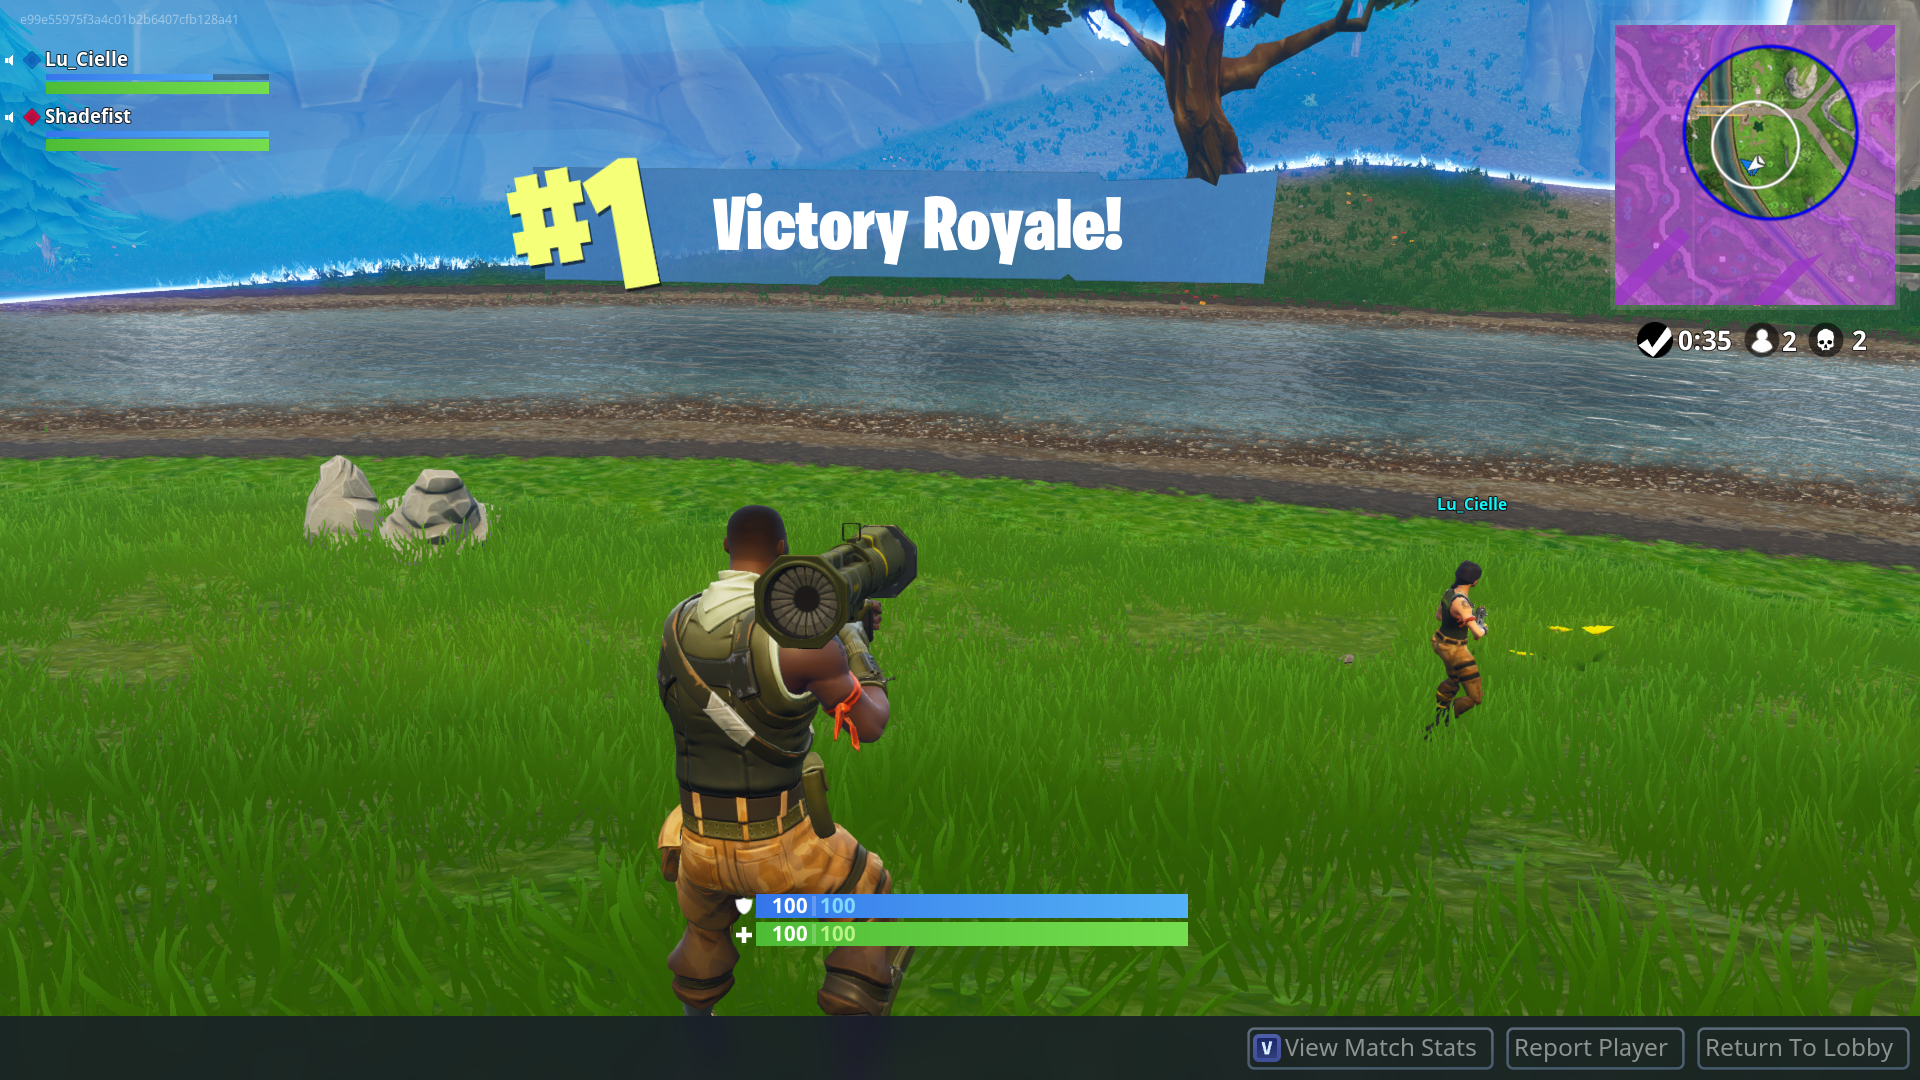 e99e55975f3a4c01b2b6407cfb128a41
Lu_Cielle
Shadefist
#1 Victory Royale!
0:35 2 2
Lu_Cielle
100 | 100
100 | 100
V View Match Stats Report Player Return To Lobby